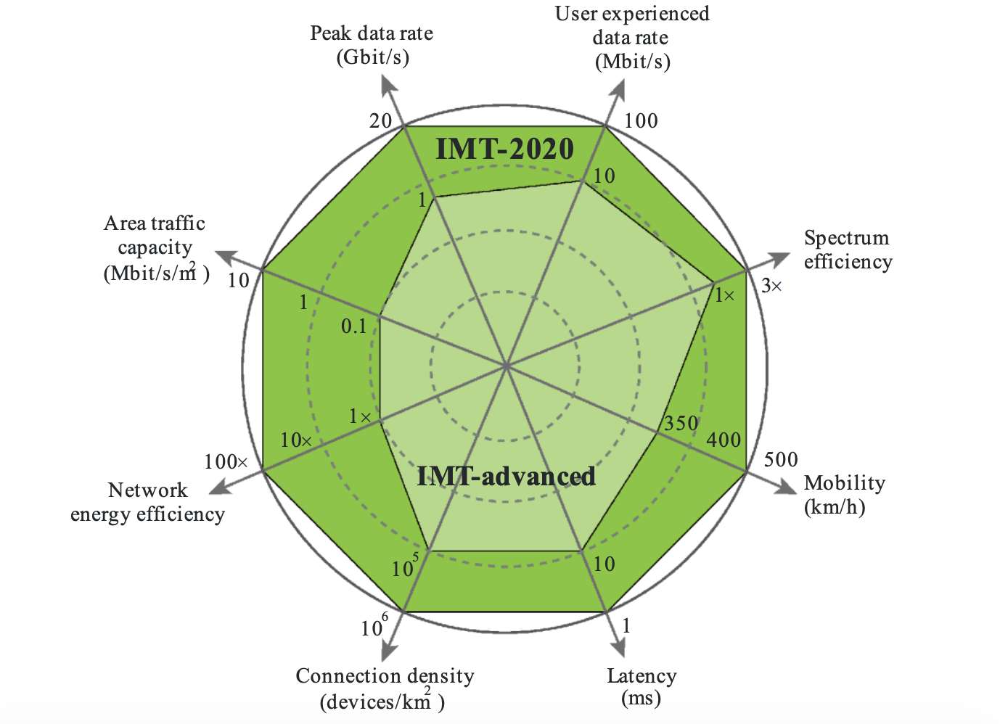 User experienced
data rate
(Mbit/s)
Peak data rate
(Gbit/s)
20
100
IMT-2020
10
1
Area traffic
capacity
(Mbit/s/m²)
Spectrum
efficiency
10
1
0.1
1×
3×
1×
10×
100×
350
400
500
Network
energy efficiency
IMT-advanced
Mobility
(km/h)
10⁵
10
10⁶
1
Connection density
(devices/km²)
Latency
(ms)